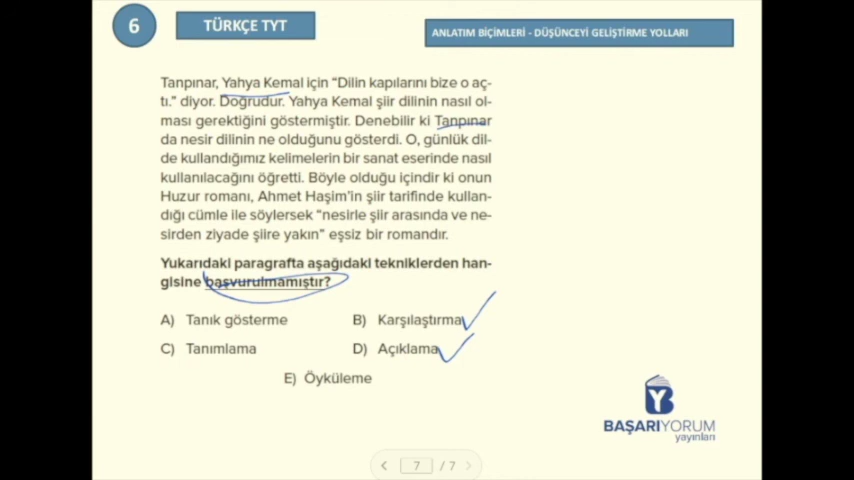 6
TÜRKÇE TYT
ANLATIM BİÇİMLERİ - DÜŞÜNCEYİ GELİŞTİRME YOLLARI
Tanpınar, Yahya Kemal için “Dilin kapılarını bize o aç-
tı.” diyor. Doğrudur. Yahya Kemal şiir dilinin nasıl ol-
ması gerektiğini göstermiştir. Denebilir ki Tanpınar
da nesir dilinin ne olduğunu gösterdi. O, günlük dil-
de kullandığımız kelimelerin bir sanat eserinde nasıl
kullanılacağını öğretti. Böyle olduğu içindir ki onun
Huzur romanı, Ahmet Haşim’in şiir tarifinde kullan-
dığı cümle ile söylersek “nesirle şiir arasında ve ne-
sirden ziyade şiire yakın” eşsiz bir romandır.
Yukarıdaki paragrafta aşağıdaki tekniklerden han-
gisine başvurulmamıştır?
A) Tanık gösterme
B) Karşılaştırma
C) Tanımlama
D) Açıklama
E) Öyküleme
BAŞARIYORUM
yayınları
7 / 7